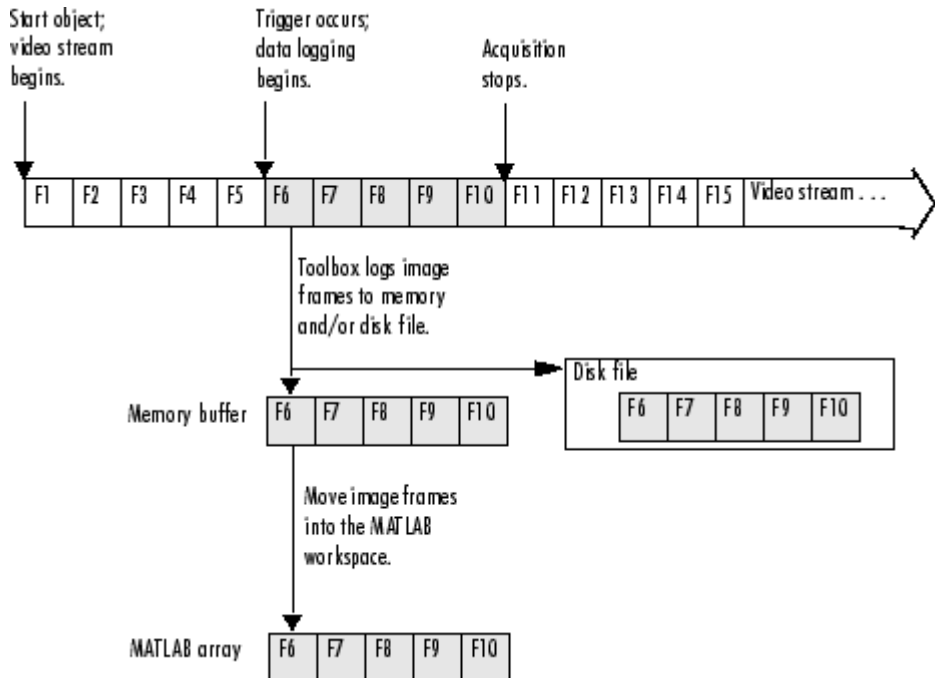 Start object;
video stream
begins.
Trigger occurs;
data logging
begins.
Acquisition
stops.
F1 F2 F3 F4 F5 F6 F7 F8 F9 F10 F11 F12 F13 F14 F15 Video stream . . .
Toolbox logs image
frames to memory
and/or disk file.
Disk file
F6 F7 F8 F9 F10
Memory buffer F6 F7 F8 F9 F10
Move image frames
into the MATLAB
workspace.
MATLAB array F6 F7 F8 F9 F10